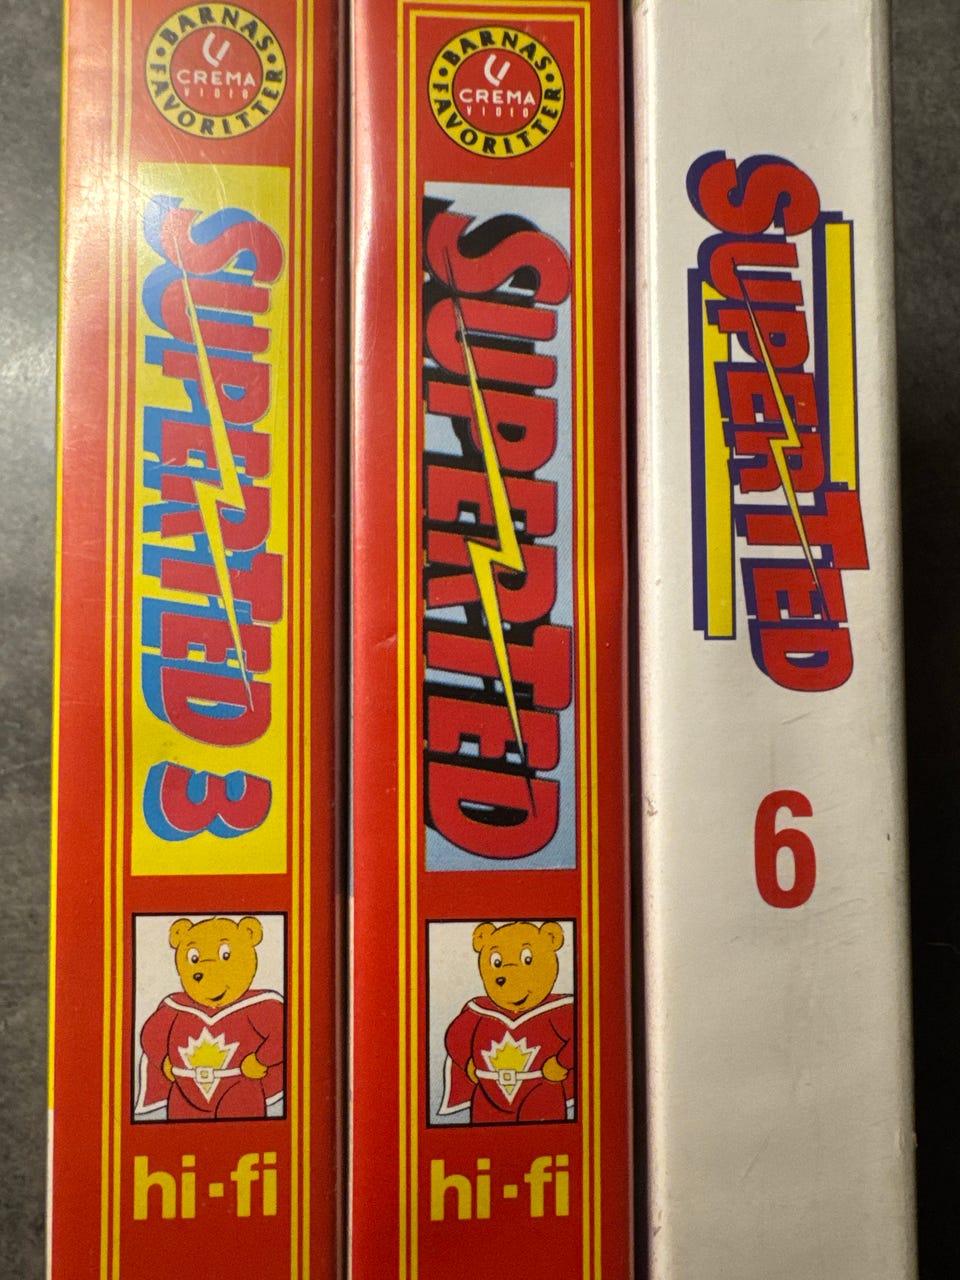 BARNAS FAVORITTER
CREMA
VIDEO
SUPERTED 3
hi-fi
BARNAS FAVORITTER
CREMA
VIDEO
SUPERTED
hi-fi
SUPERTED
6